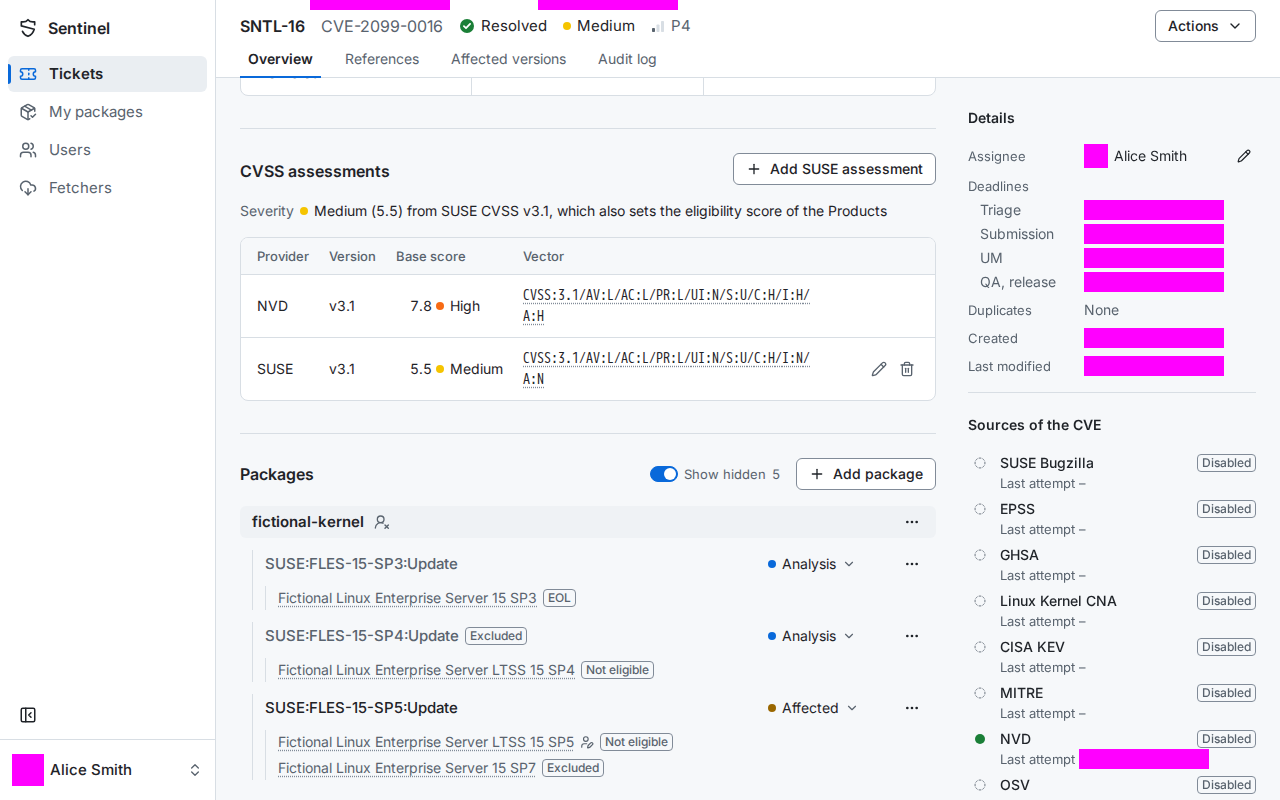 Sentinel
Tickets
My packages
Users
Fetchers
Alice Smith
SNTL-16 CVE-2099-0016 Resolved Medium P4
Actions
Overview References Affected versions Audit log
CVSS assessments
Add SUSE assessment
Severity Medium (5.5) from SUSE CVSS v3.1, which also sets the eligibility score of the Products
Provider Version Base score Vector
NVD v3.1 7.8 High CVSS:3.1/AV:L/AC:L/PR:L/UI:N/S:U/C:H/I:H/
A:H
SUSE v3.1 5.5 Medium CVSS:3.1/AV:L/AC:L/PR:L/UI:N/S:U/C:H/I:N/
A:N
Packages
Show hidden 5
Add package
fictional-kernel
SUSE:FLES-15-SP3:Update Analysis
Fictional Linux Enterprise Server 15 SP3 EOL
SUSE:FLES-15-SP4:Update Excluded Analysis
Fictional Linux Enterprise Server LTSS 15 SP4 Not eligible
SUSE:FLES-15-SP5:Update Affected
Fictional Linux Enterprise Server LTSS 15 SP5 Not eligible
Fictional Linux Enterprise Server 15 SP7 Excluded
Details
Assignee Alice Smith
Deadlines
Triage
Submission
UM
QA, release
Duplicates None
Created
Last modified
Sources of the CVE
SUSE Bugzilla Disabled
Last attempt –
EPSS Disabled
Last attempt –
GHSA Disabled
Last attempt –
Linux Kernel CNA Disabled
Last attempt –
CISA KEV Disabled
Last attempt –
MITRE Disabled
Last attempt –
NVD Disabled
Last attempt
OSV Disabled